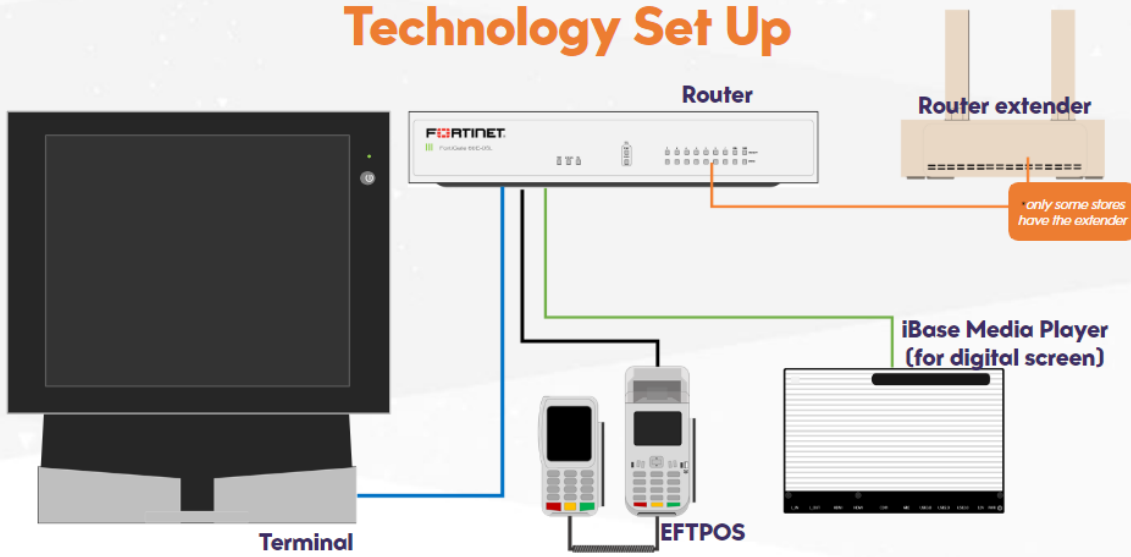 Technology Set Up
Router
Router extender
FORTINET
*only some stores
have the extender
iBase Media Player
(for digital screen)
EFTPOS
Terminal